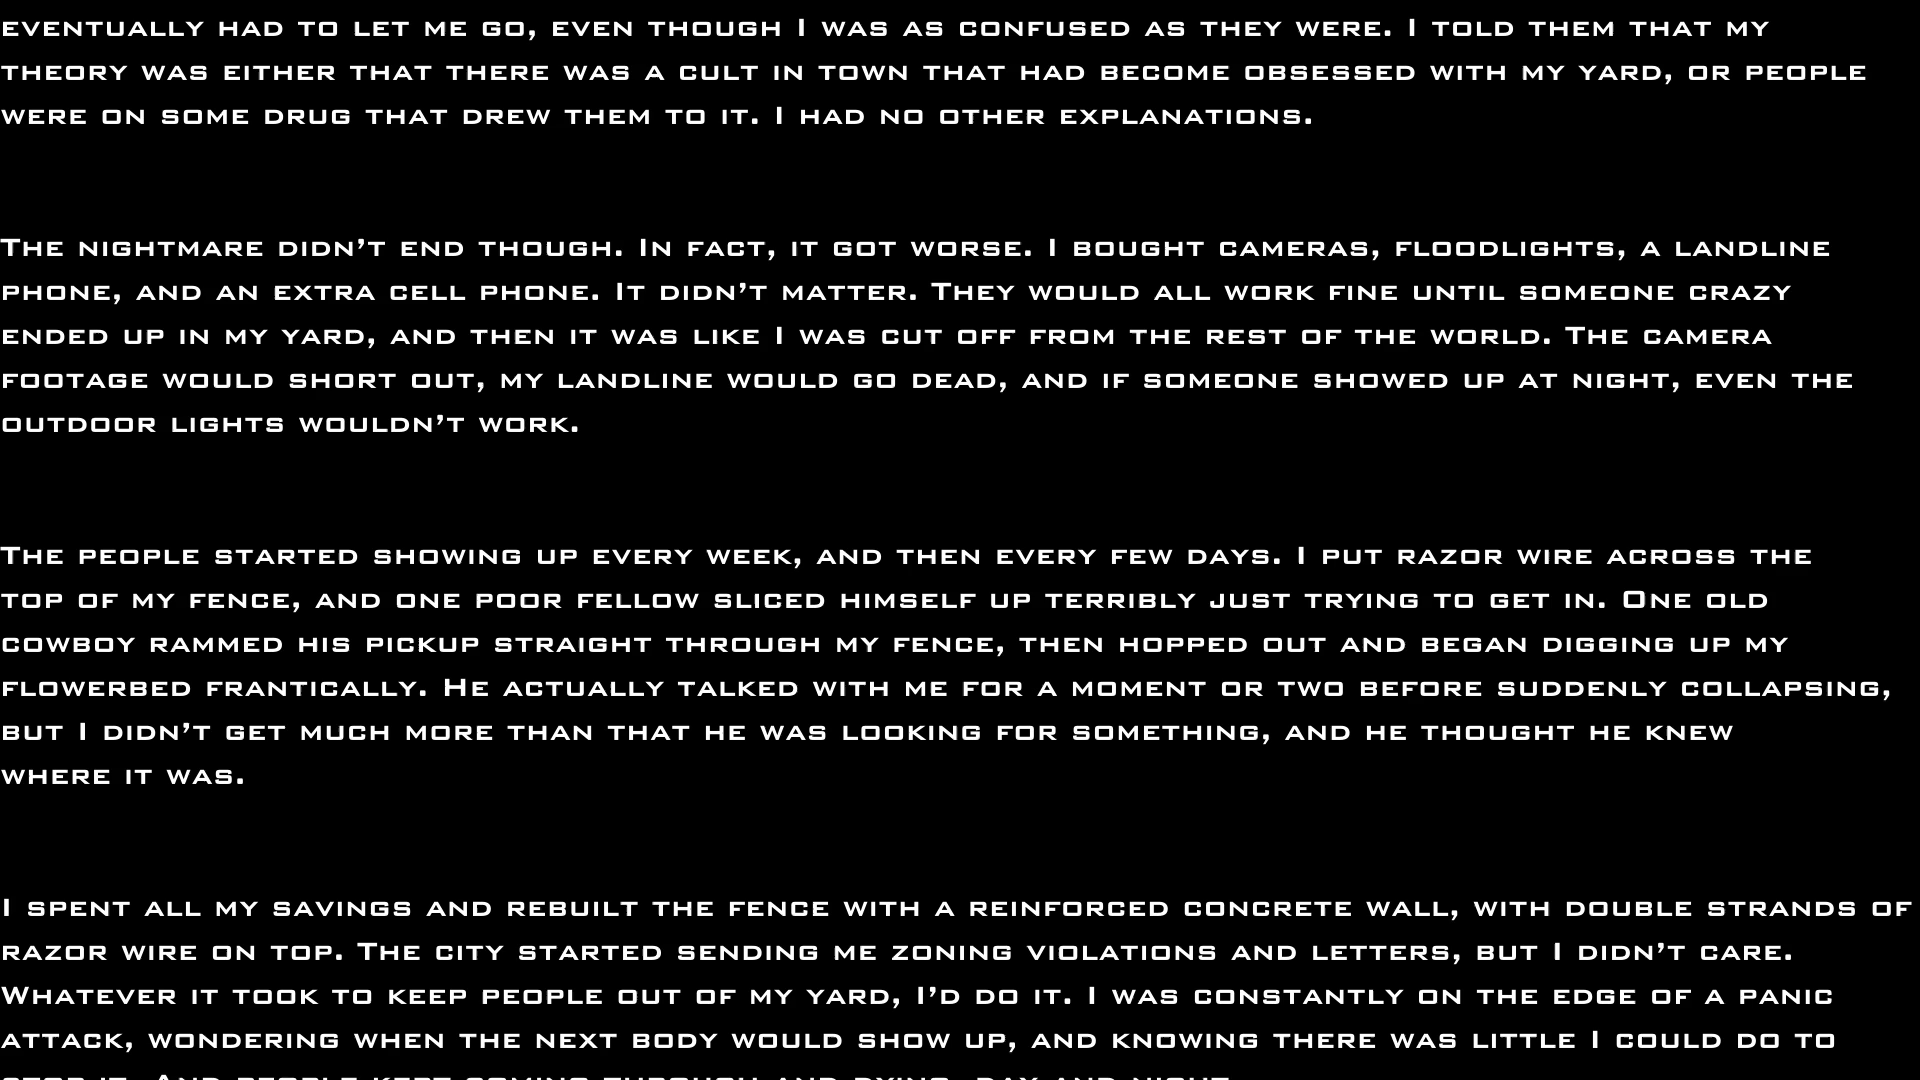 eventually had to let me go, even though I was as confused as they were. I told them that my
theory was either that there was a cult in town that had become obsessed with my yard, or people
were on some drug that drew them to it. I had no other explanations.
The nightmare didn’t end though. In fact, it got worse. I bought cameras, floodlights, a landline
phone, and an extra cell phone. It didn’t matter. They would all work fine until someone crazy
ended up in my yard, and then it was like I was cut off from the rest of the world. The camera
footage would short out, my landline would go dead, and if someone showed up at night, even the
outdoor lights wouldn’t work.
The people started showing up every week, and then every few days. I put razor wire across the
top of my fence, and one poor fellow sliced himself up terribly just trying to get in. One old
cowboy rammed his pickup straight through my fence, then hopped out and began digging up my
flowerbed frantically. He actually talked with me for a moment or two before suddenly collapsing,
but I didn’t get much more than that he was looking for something, and he thought he knew
where it was.
I spent all my savings and rebuilt the fence with a reinforced concrete wall, with double strands of
razor wire on top. The city started sending me zoning violations and letters, but I didn’t care.
Whatever it took to keep people out of my yard, I’d do it. I was constantly on the edge of a panic
attack, wondering when the next body would show up, and knowing there was little I could do to
stop it. And people kept coming through and dying, day and night.